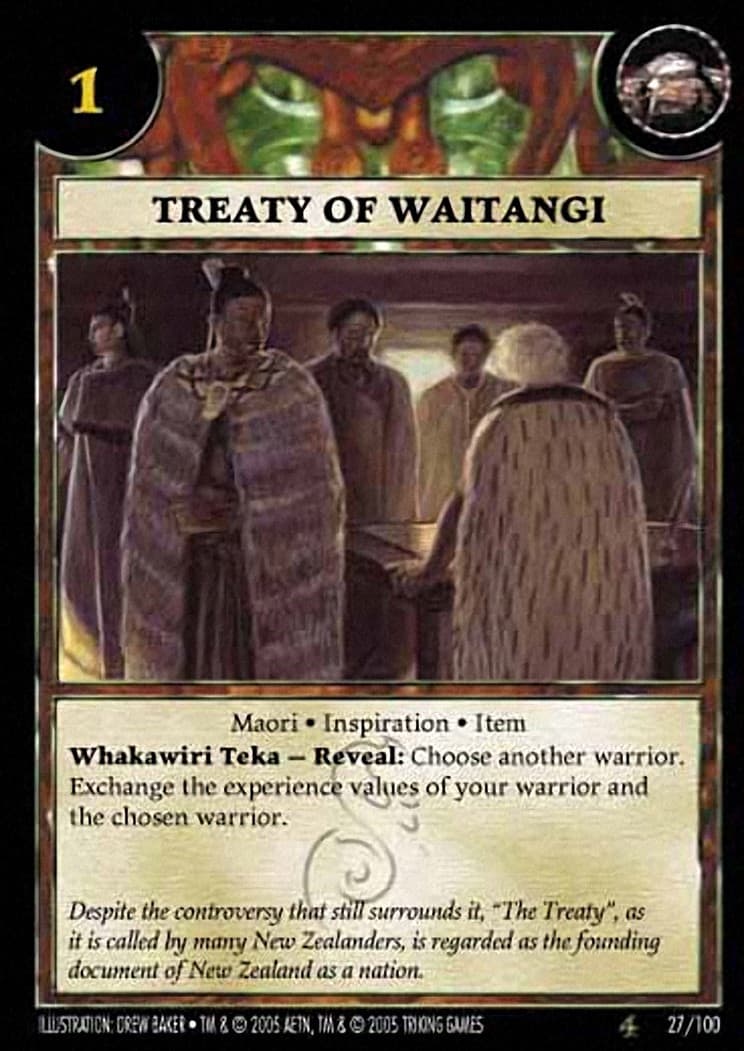 1
TREATY OF WAITANGI
Maori • Inspiration • Item
Whakawiri Teka – Reveal: Choose another warrior.
Exchange the experience values of your warrior and
the chosen warrior.
Despite the controversy that still surrounds it, "The Treaty", as
it is called by many New Zealanders, is regarded as the founding
document of New Zealand as a nation.
ILLUSTRATION: DREW BAKER • TM & © 2005 AETN, TM & © 2005 TRIKING GAMES
4 27/100